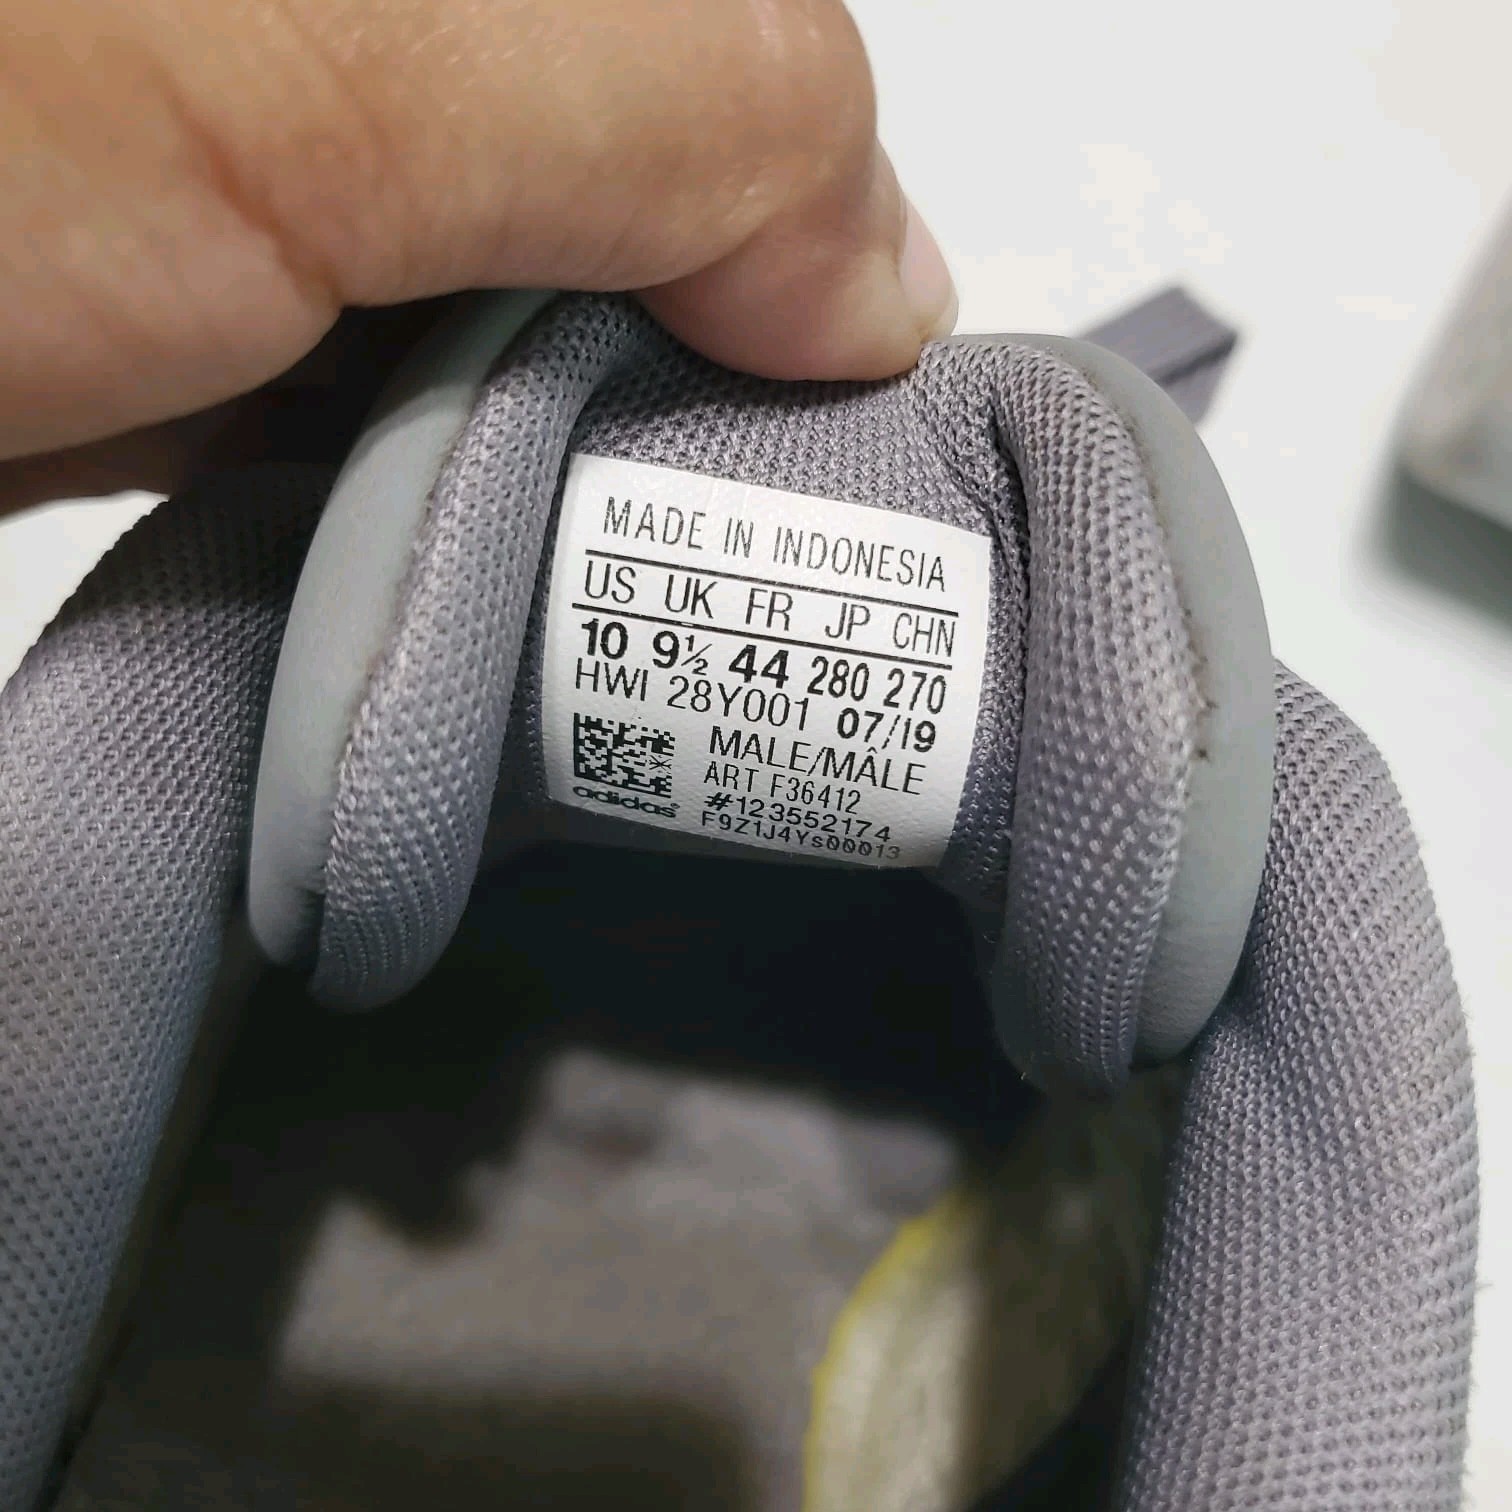 MADE IN INDONESIA
US UK FR JP CHN
10 9½ 44 280 270
HWI 28Y001 07/19
MALE/MÂLE
ART F36412
#123552174
F9Z1J4Ys00013
adidas